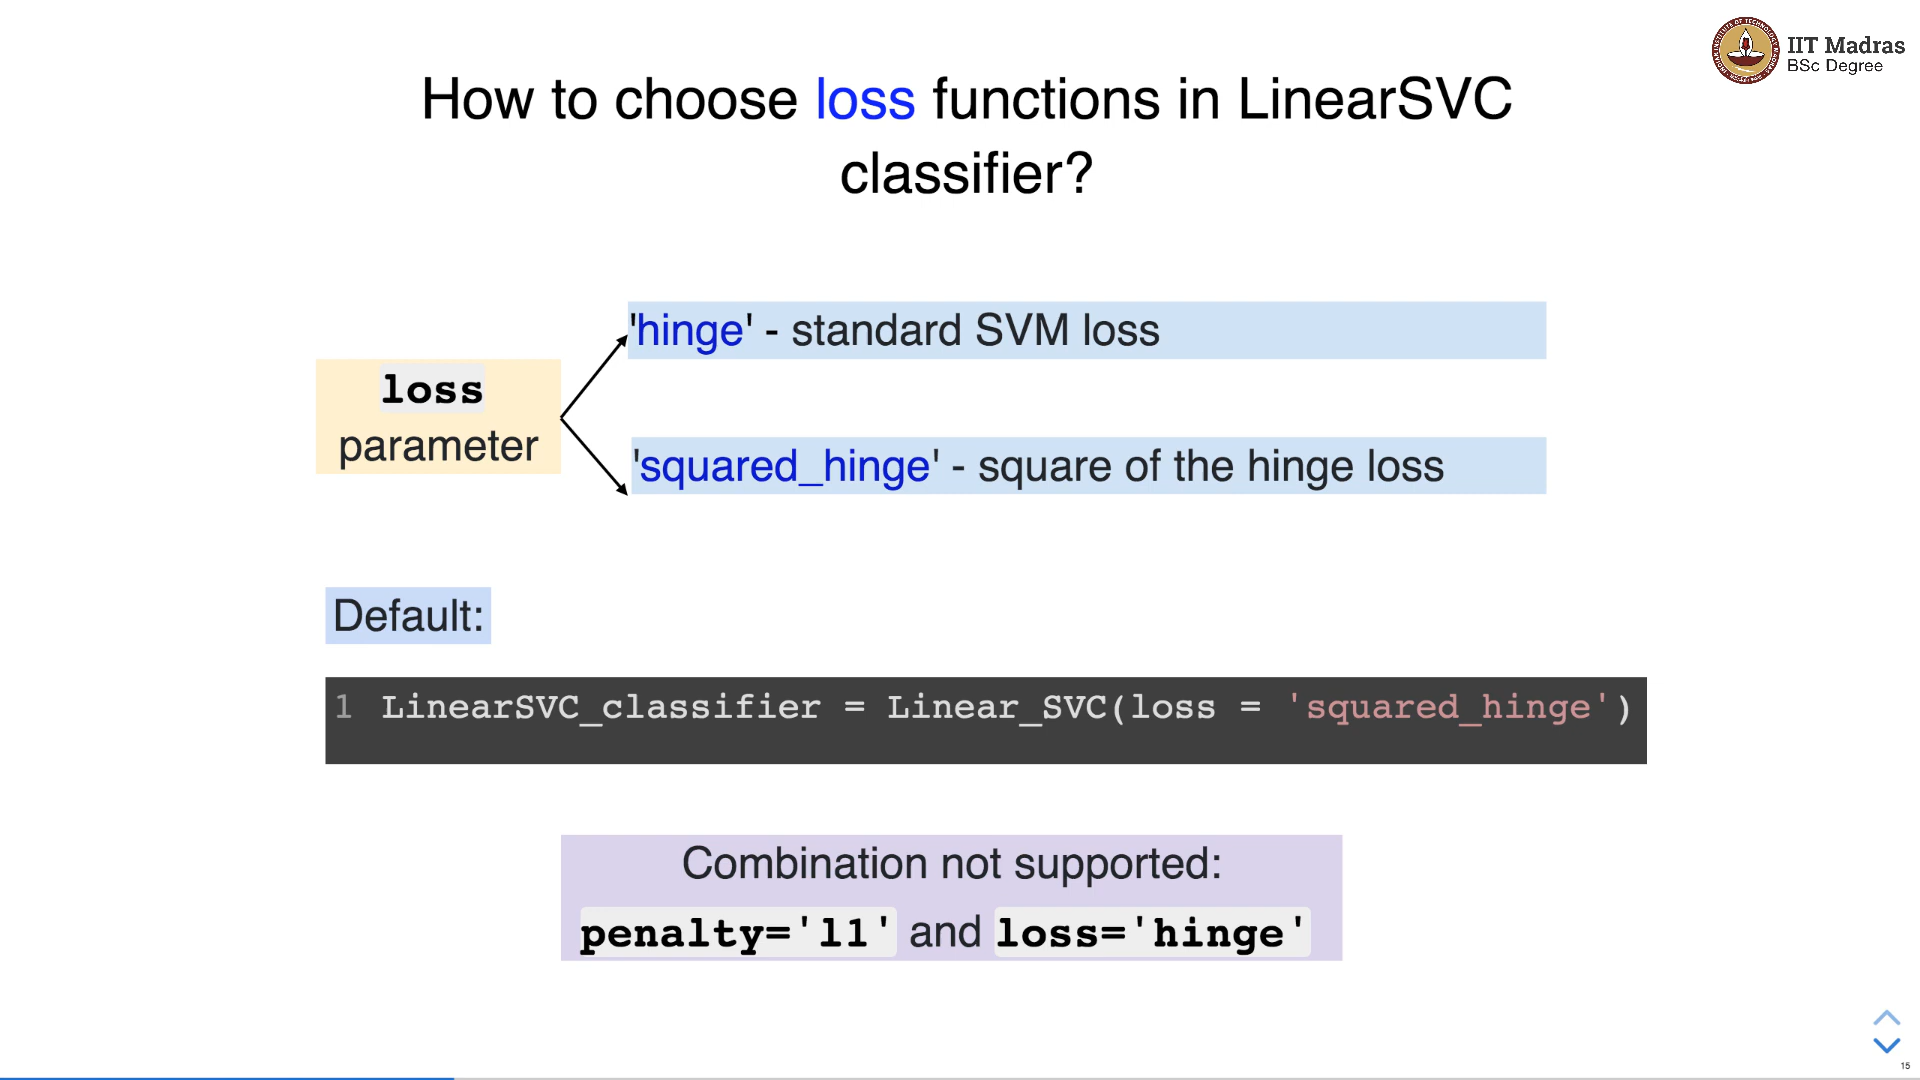 IIT Madras
BSc Degree
How to choose loss functions in LinearSVC
classifier?
'hinge' - standard SVM loss
loss
parameter
'squared_hinge' - square of the hinge loss
Default:
1 LinearSVC_classifier = Linear_SVC(loss = 'squared_hinge')
Combination not supported:
penalty='l1' and loss='hinge'
15